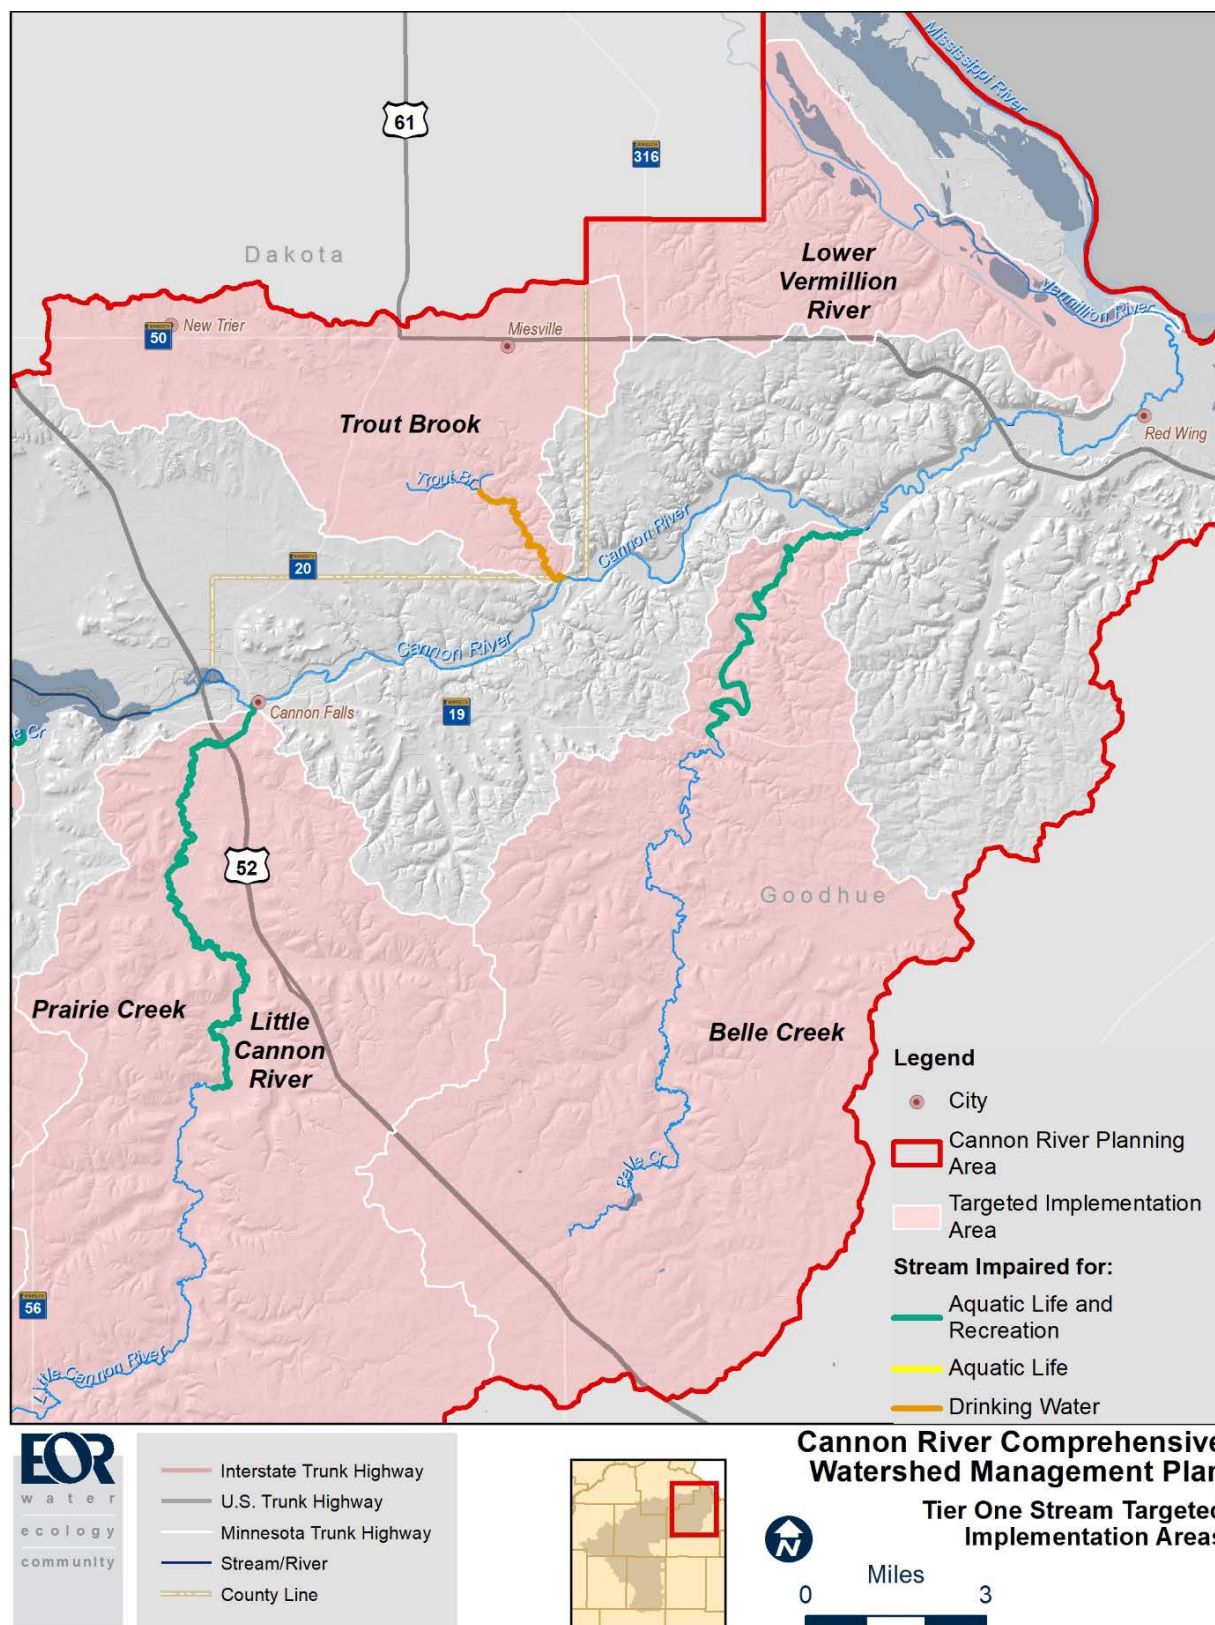 Mississippi River
61
316
Dakota
Lower
Vermillion
River
Vermillion River
New Trier
50
Miesville
Trout Brook
Red Wing
Trout Br
Cannon River
20
Cannon River
Cannon Falls
19
Cr
52
Goodhue
Prairie Creek
Little
Cannon
River
Belle Creek
Belle Cr
56
Little Cannon River
Legend
City
Cannon River Planning
Area
Targeted Implementation
Area
Stream Impaired for:
Aquatic Life and
Recreation
Aquatic Life
Drinking Water
EOR
water
ecology
community
Interstate Trunk Highway
U.S. Trunk Highway
Minnesota Trunk Highway
Stream/River
County Line
N
Cannon River Comprehensive
Watershed Management Plan
Tier One Stream Targeted
Implementation Areas
Miles
0 3